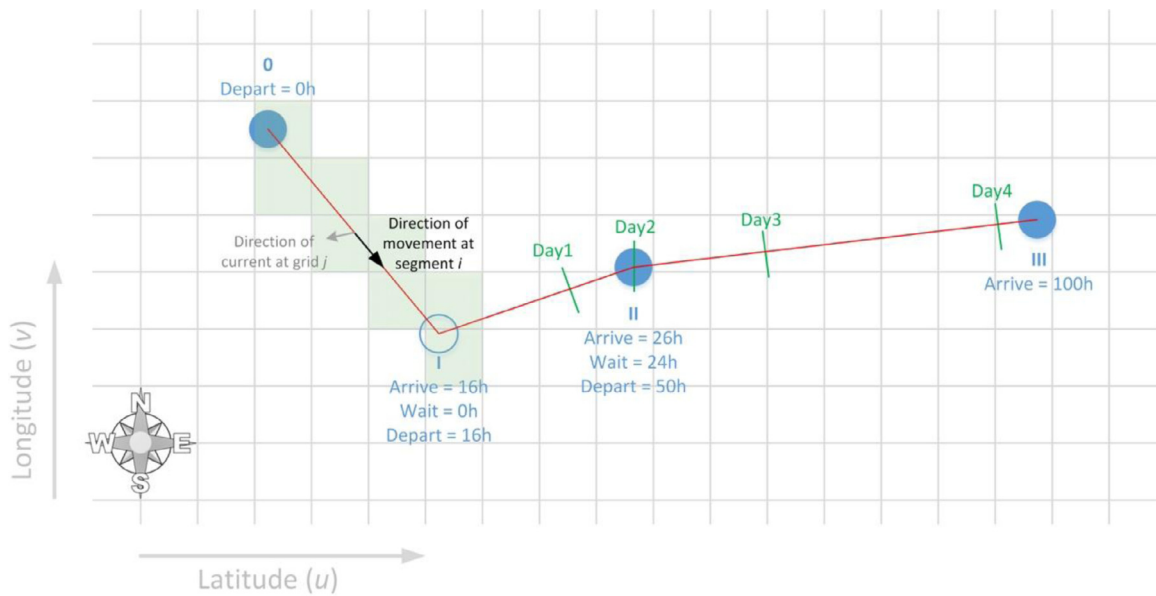 0
Depart = 0h
Direction of
current at grid j
Direction of
movement at
segment i
Day1
Day2
Day3
Day4
I
Arrive = 16h
Wait = 0h
Depart = 16h
II
Arrive = 26h
Wait = 24h
Depart = 50h
III
Arrive = 100h
Longitude (v)
N
W
E
S
Latitude (u)